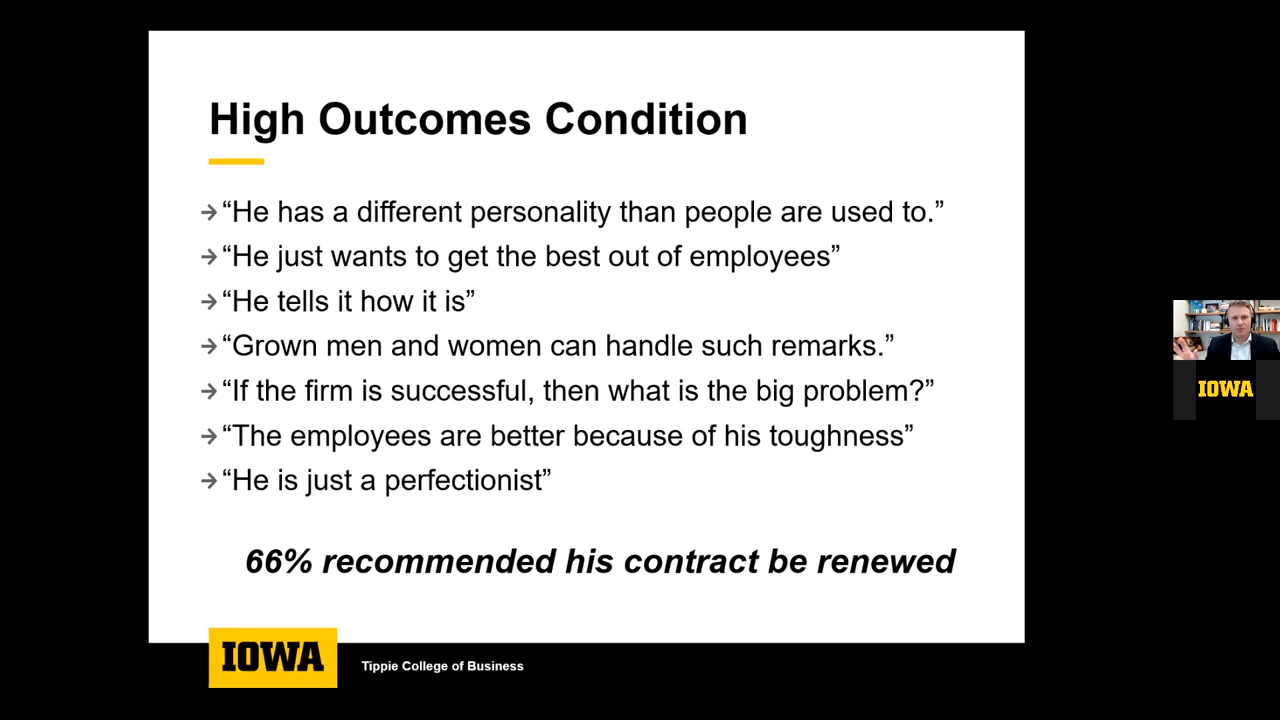 High Outcomes Condition
→“He has a different personality than people are used to.”
→“He just wants to get the best out of employees”
→“He tells it how it is”
→“Grown men and women can handle such remarks.”
→“If the firm is successful, then what is the big problem?”
→“The employees are better because of his toughness”
→“He is just a perfectionist”
66% recommended his contract be renewed
IOWA
Tippie College of Business
IOWA